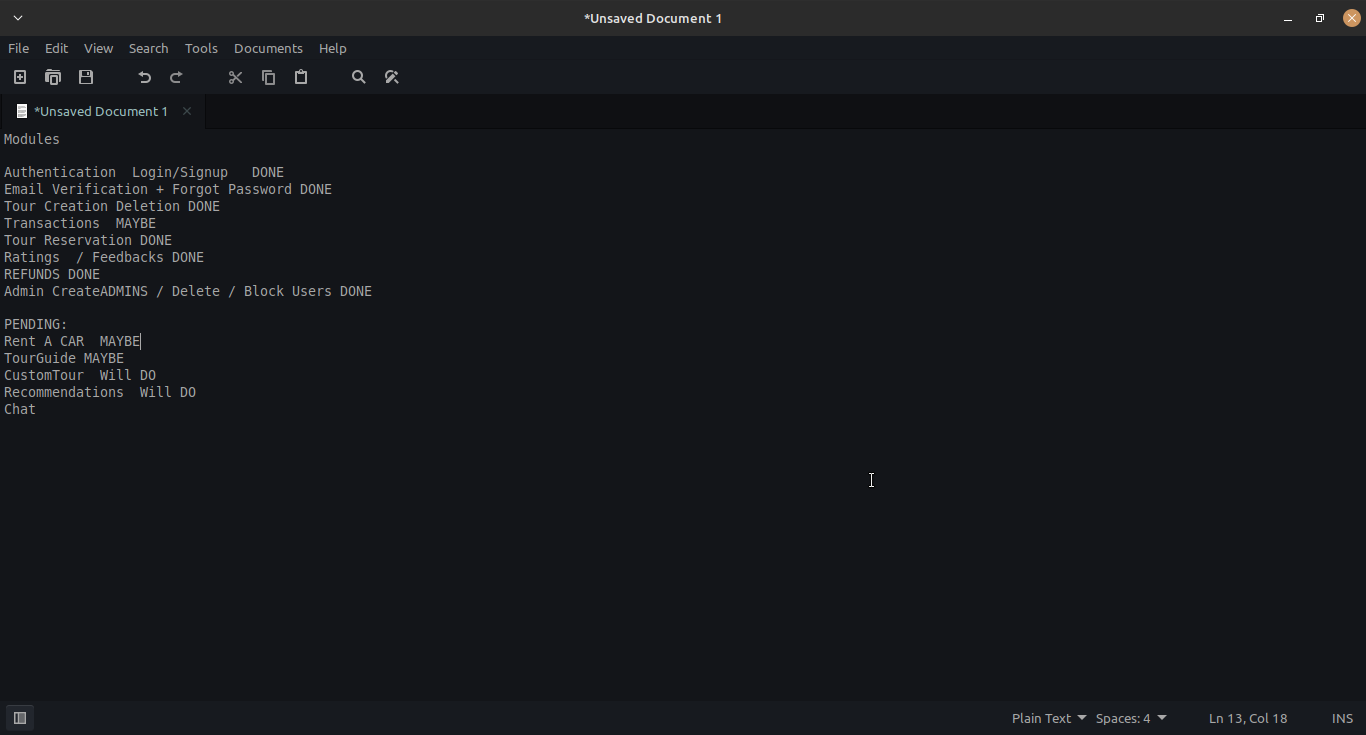 *Unsaved Document 1
File Edit View Search Tools Documents Help
*Unsaved Document 1
Modules
Authentication  Login/Signup   DONE
Email Verification + Forgot Password DONE
Tour Creation Deletion DONE
Transactions  MAYBE
Tour Reservation DONE
Ratings  / Feedbacks DONE
REFUNDS DONE
Admin CreateADMINS / Delete / Block Users DONE
PENDING:
Rent A CAR  MAYBE
TourGuide MAYBE
CustomTour  Will DO
Recommendations  Will DO
Chat
Plain Text Spaces: 4 Ln 13, Col 18 INS